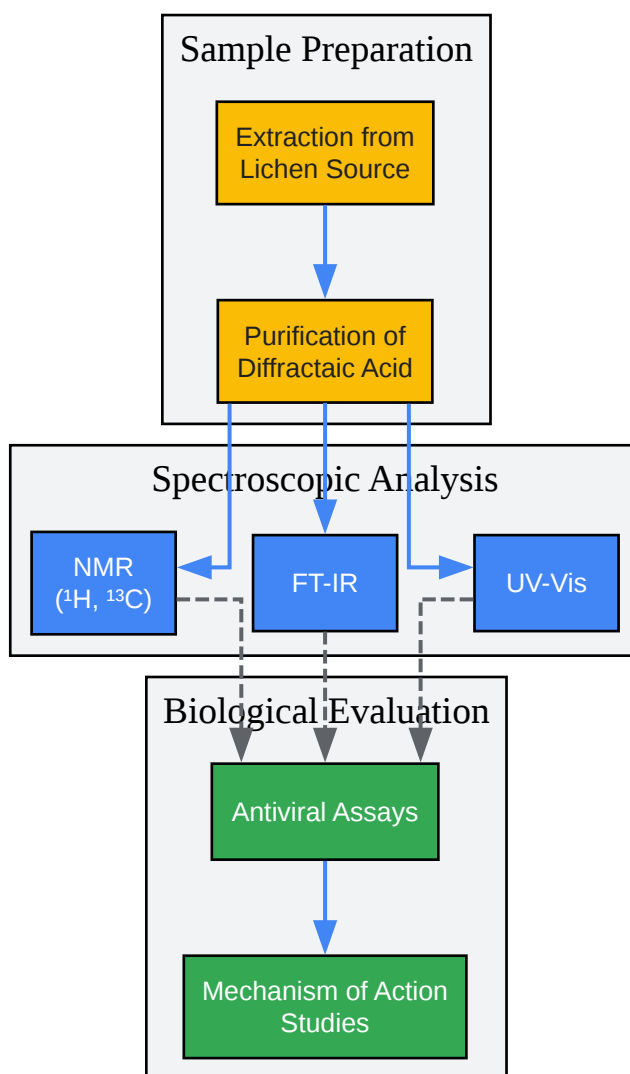 Sample Preparation
Extraction from
Lichen Source
Purification of
Diffractaic Acid
Spectroscopic Analysis
NMR
(¹H, ¹³C)
FT-IR
UV-Vis
Biological Evaluation
Antiviral Assays
Mechanism of Action
Studies